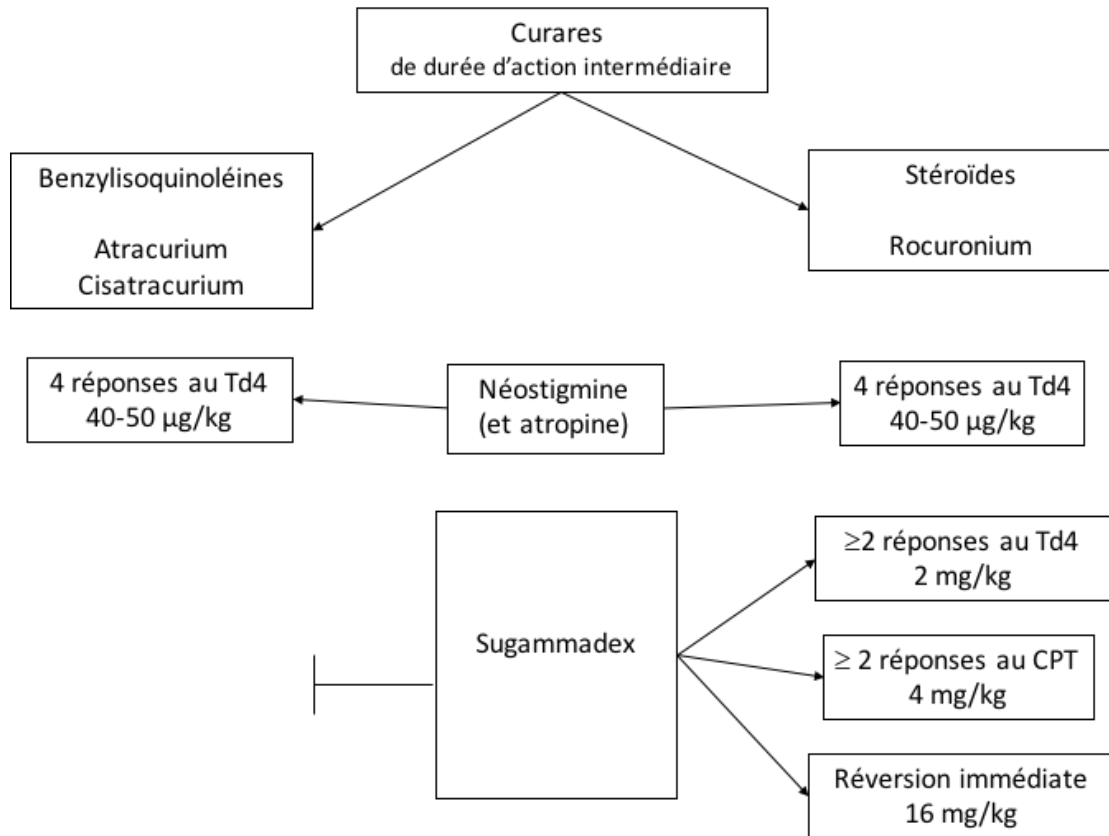 Curares
de durée d'action intermédiaire
Benzylisoquinoléines
Atracurium
Cisatracurium
Stéroïdes
Rocuronium
4 réponses au Td4
40-50 µg/kg
Néostigmine
(et atropine)
4 réponses au Td4
40-50 µg/kg
Sugammadex
≥2 réponses au Td4
2 mg/kg
≥ 2 réponses au CPT
4 mg/kg
Réversion immédiate
16 mg/kg